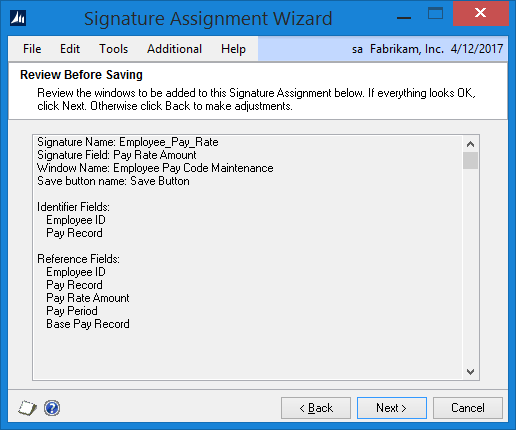 Signature Assignment Wizard
File Edit Tools Additional Help sa Fabrikam, Inc. 4/12/2017
Review Before Saving
Review the windows to be added to this Signature Assignment below. If everything looks OK,
click Next. Otherwise click Back to make adjustments.
Signature Name: Employee_Pay_Rate
Signature Field: Pay Rate Amount
Window Name: Employee Pay Code Maintenance
Save button name: Save Button
Identifier Fields:
Employee ID
Pay Record
Reference Fields:
Employee ID
Pay Record
Pay Rate Amount
Pay Period
Base Pay Record
< Back Next > Cancel